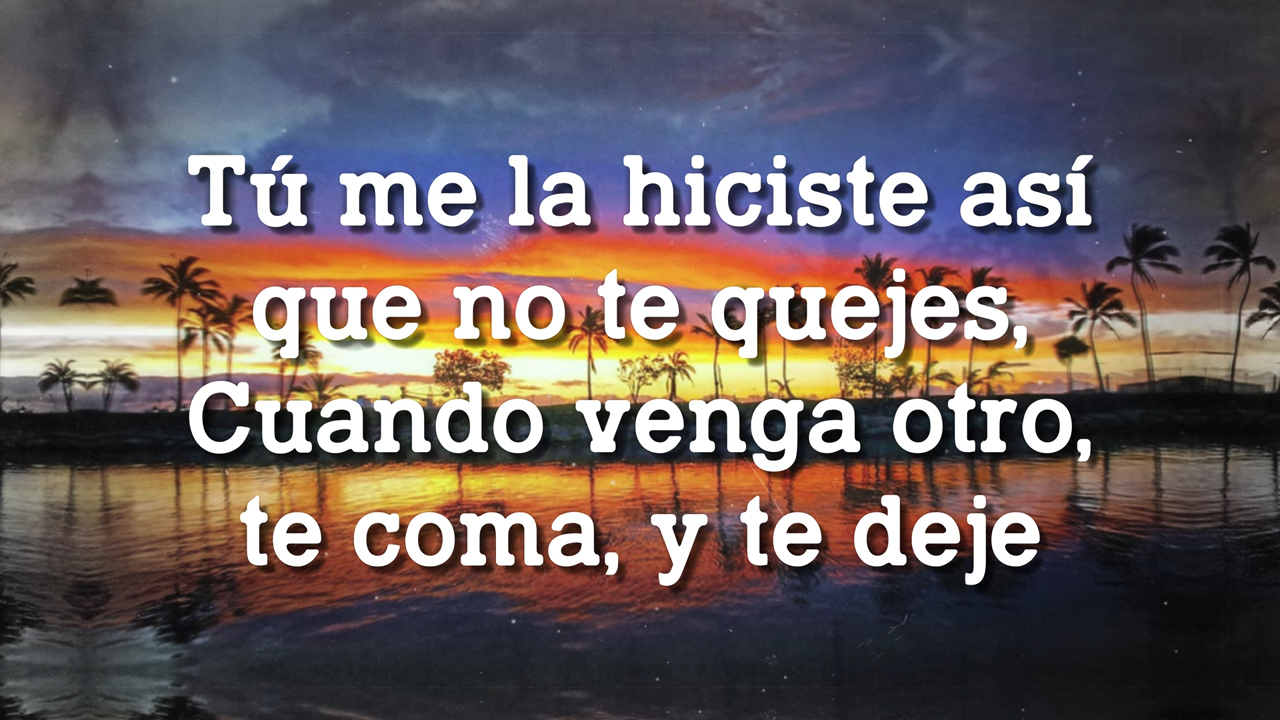 Tú me la hiciste así
que no te quejes,
Cuando venga otro,
te coma, y te deje